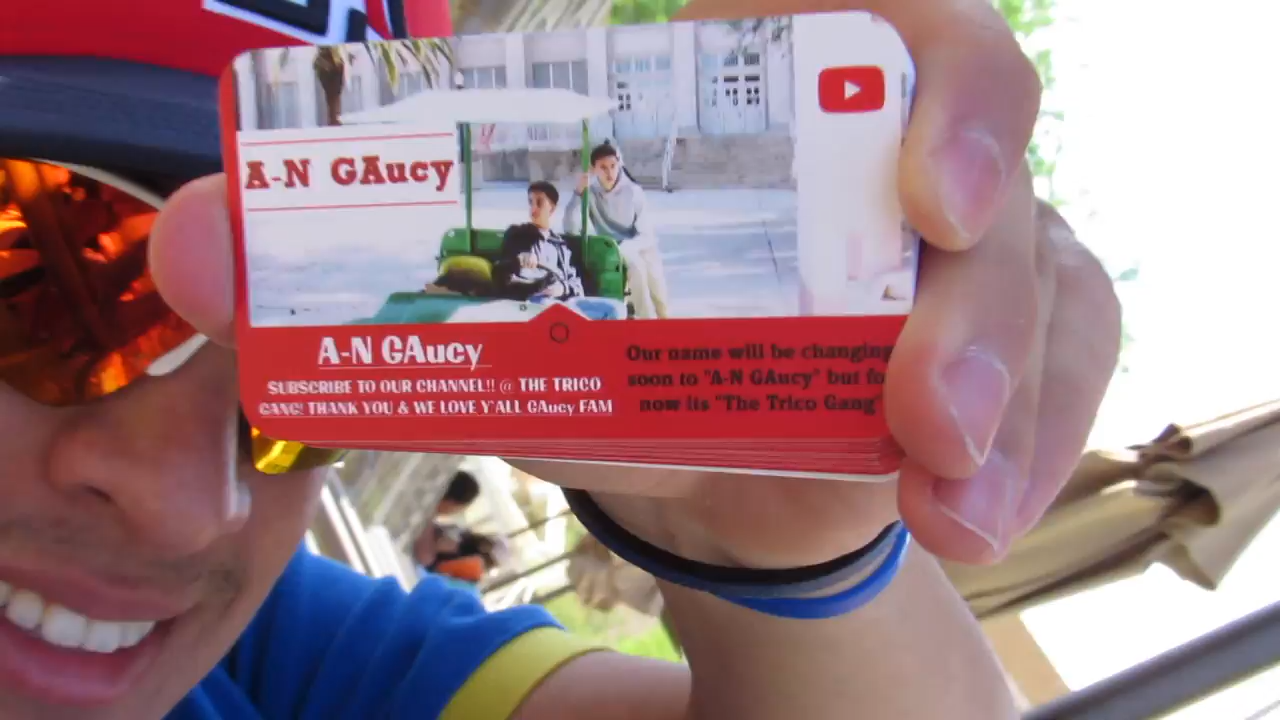 A-N GAucy
A-N GAucy
SUBSCRIBE TO OUR CHANNEL!! @ THE TRICO
GANG! THANK YOU & WE LOVE Y'ALL GAucy FAM
Our name will be changing
soon to "A-N GAucy" but fo
now its "The Trico Gang"